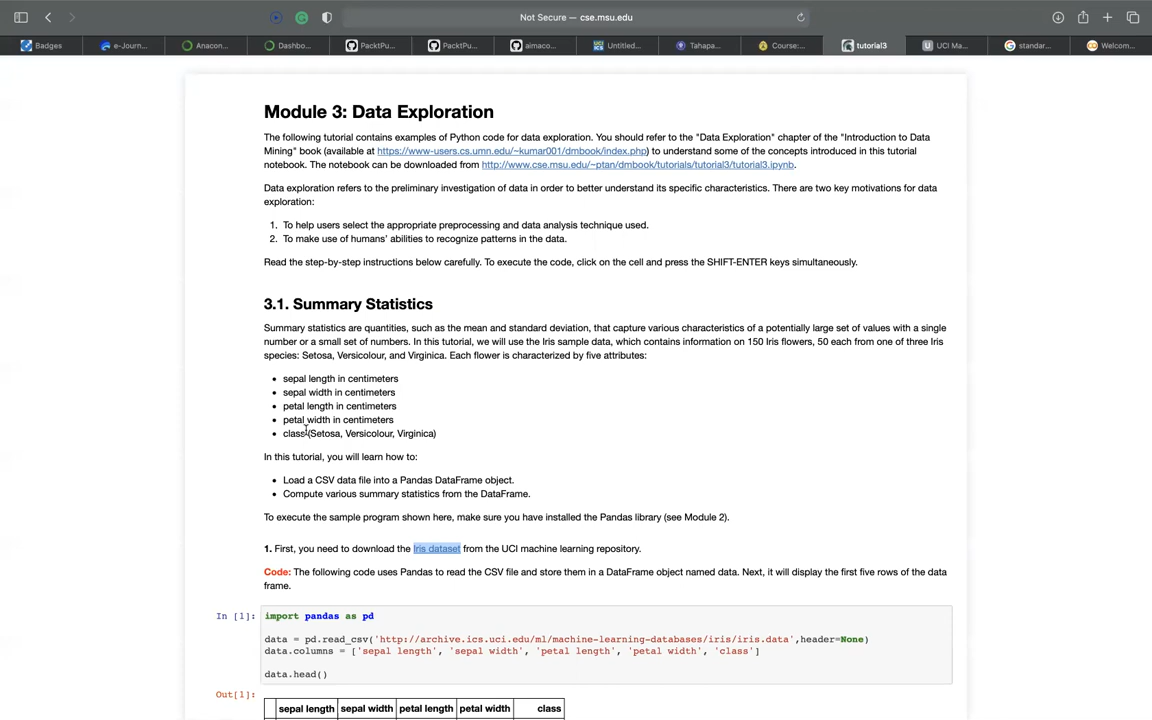 Not Secure — cse.msu.edu
Badges
e-Journ...
Anacon...
Dashbo...
PacktPu...
PacktPu...
aimaco...
Untitled...
Tahapa...
Course:...
tutorial3
UCI Ma...
standar...
Welcom...
Module 3: Data Exploration
The following tutorial contains examples of Python code for data exploration. You should refer to the "Data Exploration" chapter of the "Introduction to Data
Mining" book (available at https://www-users.cs.umn.edu/~kumar001/dmbook/index.php) to understand some of the concepts introduced in this tutorial
notebook. The notebook can be downloaded from http://www.cse.msu.edu/~ptan/dmbook/tutorials/tutorial3/tutorial3.ipynb.
Data exploration refers to the preliminary investigation of data in order to better understand its specific characteristics. There are two key motivations for data
exploration:
1. To help users select the appropriate preprocessing and data analysis technique used.
2. To make use of humans' abilities to recognize patterns in the data.
Read the step-by-step instructions below carefully. To execute the code, click on the cell and press the SHIFT-ENTER keys simultaneously.
3.1. Summary Statistics
Summary statistics are quantities, such as the mean and standard deviation, that capture various characteristics of a potentially large set of values with a single
number or a small set of numbers. In this tutorial, we will use the Iris sample data, which contains information on 150 Iris flowers, 50 each from one of three Iris
species: Setosa, Versicolour, and Virginica. Each flower is characterized by five attributes:
• sepal length in centimeters
• sepal width in centimeters
• petal length in centimeters
• petal width in centimeters
• class (Setosa, Versicolour, Virginica)
In this tutorial, you will learn how to:
• Load a CSV data file into a Pandas DataFrame object.
• Compute various summary statistics from the DataFrame.
To execute the sample program shown here, make sure you have installed the Pandas library (see Module 2).
1. First, you need to download the Iris dataset from the UCI machine learning repository.
Code: The following code uses Pandas to read the CSV file and store them in a DataFrame object named data. Next, it will display the first five rows of the data
frame.
In [1]: import pandas as pd
data = pd.read_csv('http://archive.ics.uci.edu/ml/machine-learning-databases/iris/iris.data',header=None)
data.columns = ['sepal length', 'sepal width', 'petal length', 'petal width', 'class']
data.head()
Out[1]:
sepal length sepal width petal length petal width class